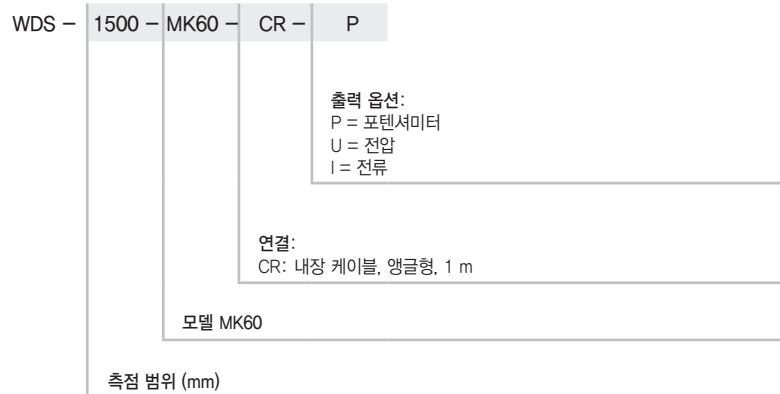 WDS – 1500 – MK60 – CR – P
출력 옵션:
P = 포텐셔미터
U = 전압
I = 전류
연결:
CR: 내장 케이블, 앵글형, 1 m
모델 MK60
측점 범위 (mm)